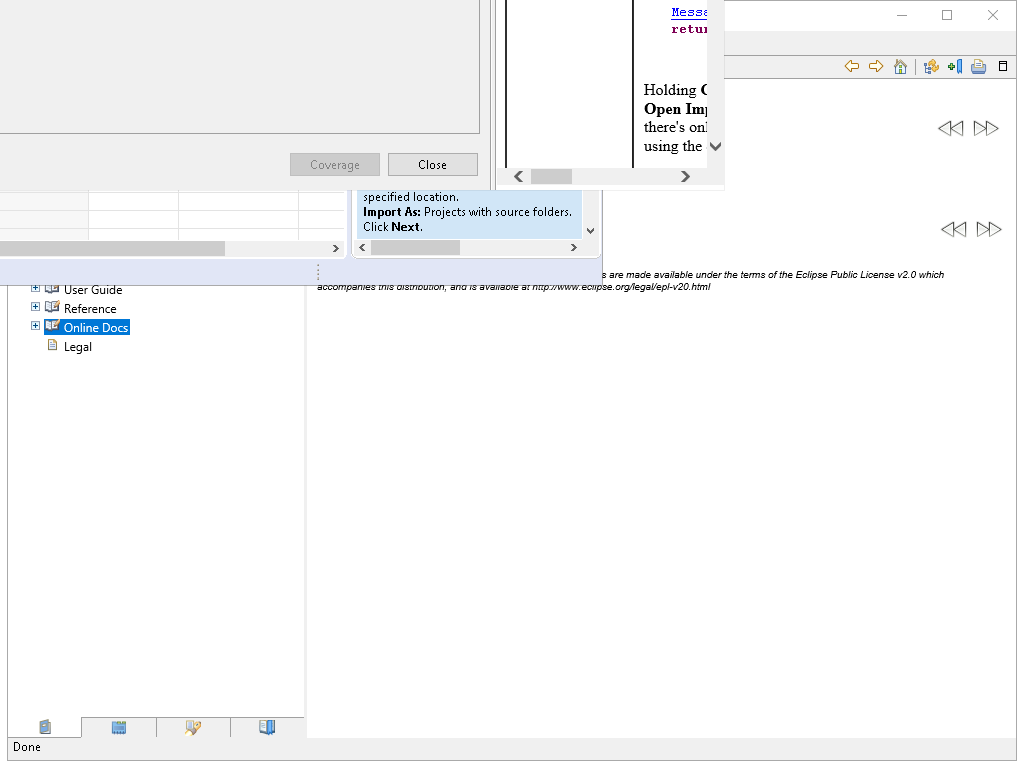 Messa
retur
Holding C
Open Imp
there's onl
using the
Coverage
Close
specified location.
Import As: Projects with source folders.
Click Next.
s are made available under the terms of the Eclipse Public License v2.0 which
accompanies this distribution, and is available at http://www.eclipse.org/legal/epl-v20.html
User Guide
Reference
Online Docs
Legal
Done